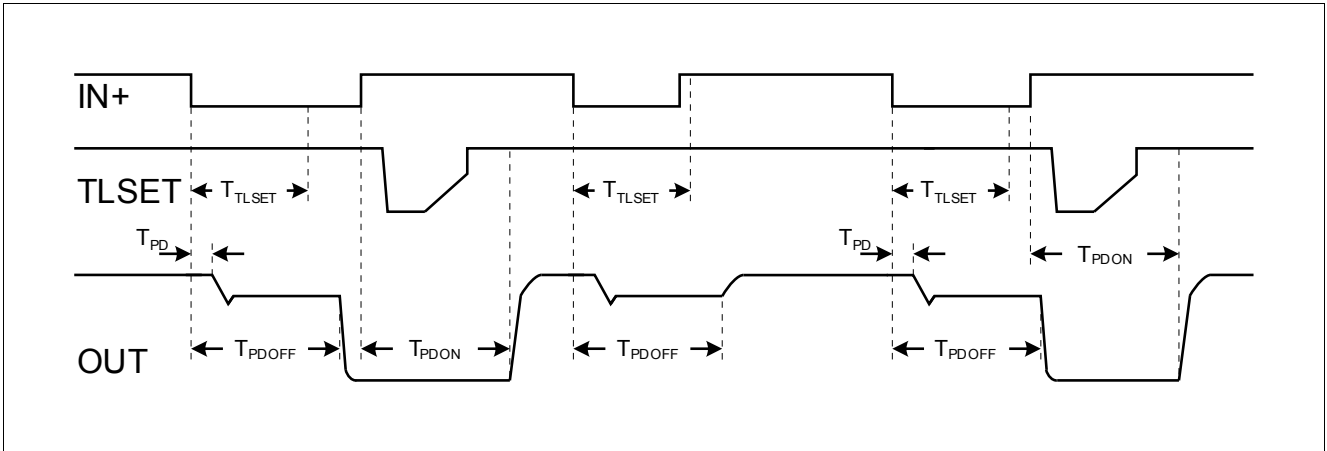 IN+
TLSET
T_TLSET
T_TLSET
T_TLSET
T_PD
T_PD
T_PDON
OUT
T_PDOFF
T_PDON
T_PDOFF
T_PDOFF